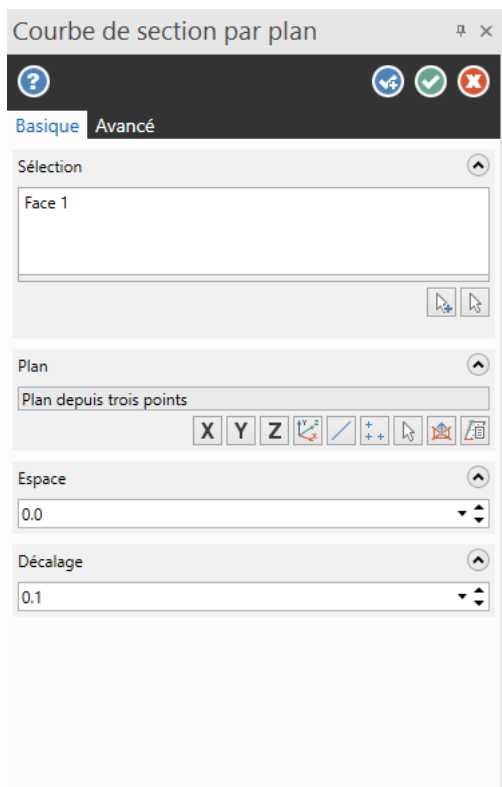 Courbe de section par plan
Basique Avancé
Sélection
Face 1
Plan
Plan depuis trois points
X Y Z
Espace
0.0
Décalage
0.1